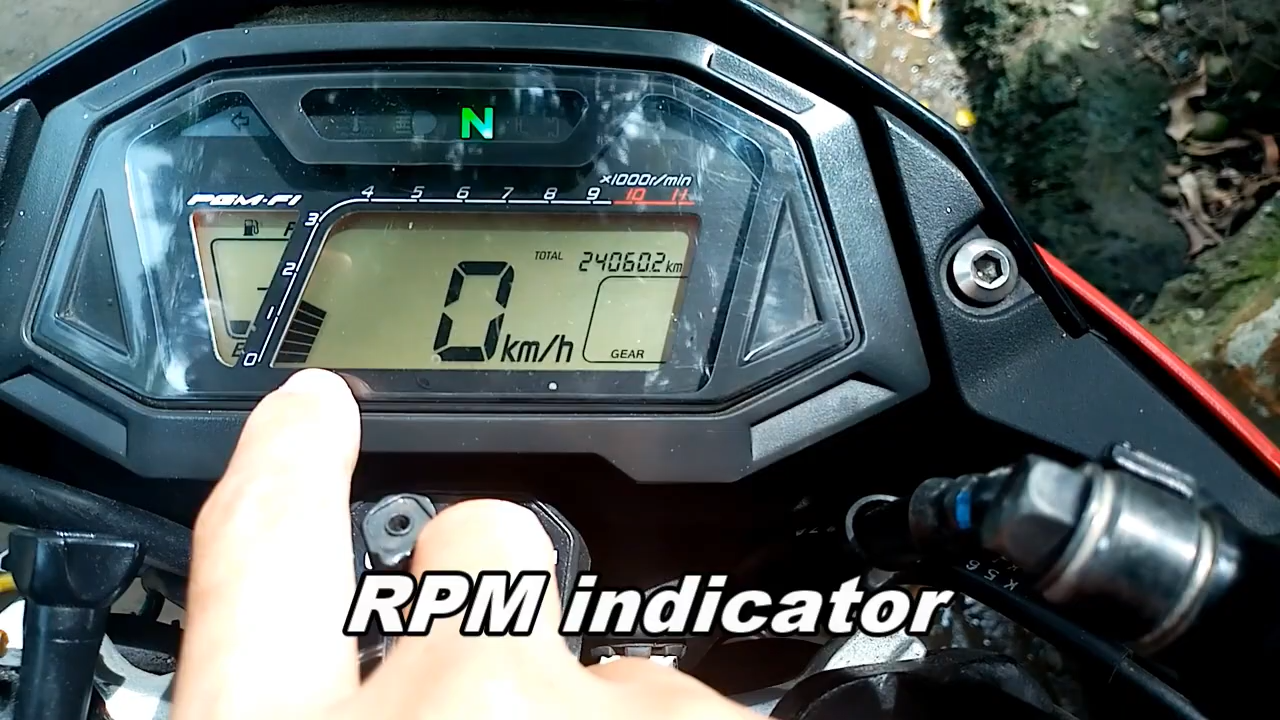 N
x1000r/min
PGM-FI
4 5 6 7 8 9 10 11
3
2
1
0
F
E
TOTAL 24060.2 km
0 km/h
GEAR
K56
RPM indicator